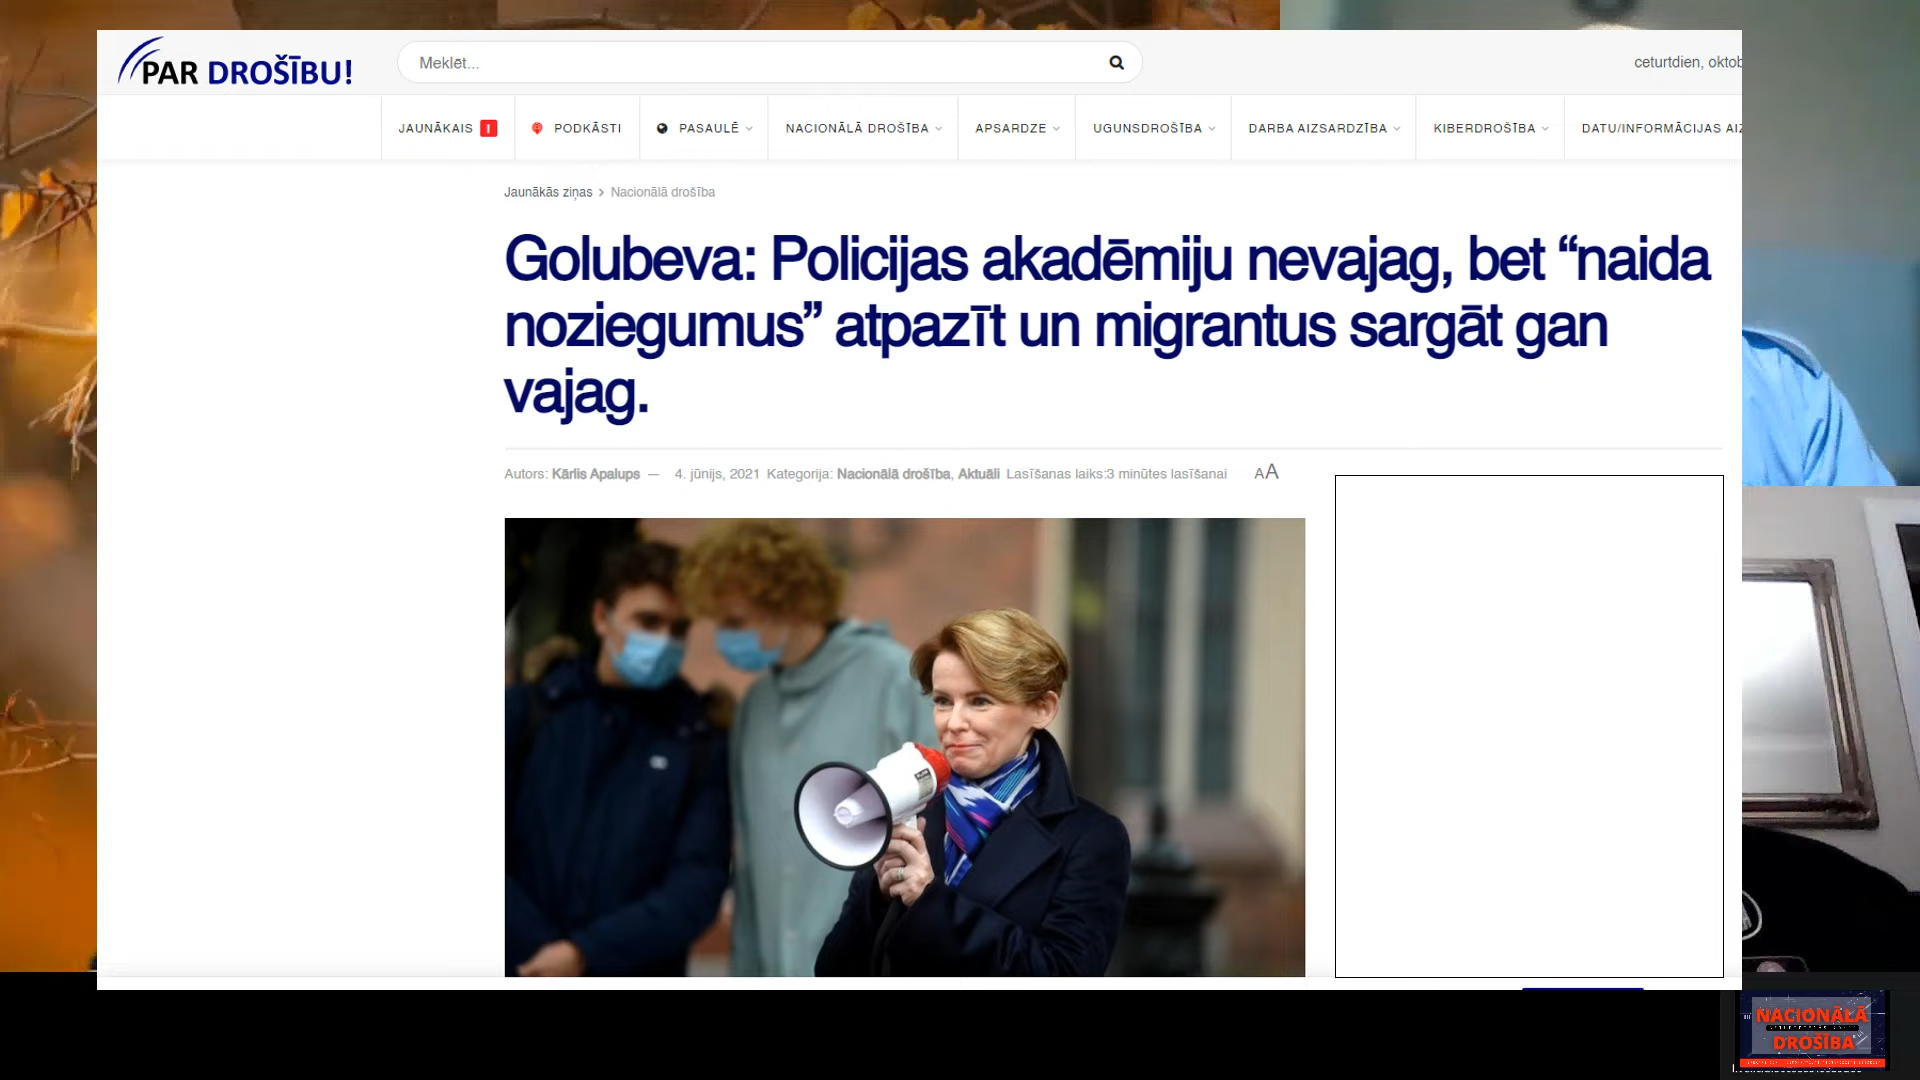 PAR DROŠĪBU!
Meklēt...
ceturtdien, oktob
JAUNĀKAIS !
PODKĀSTI
PASAULĒ
NACIONĀLĀ DROŠĪBA
APSARDZE
UGUNSDROŠĪBA
DARBA AIZSARDZĪBA
KIBERDROŠĪBA
DATU/INFORMĀCIJAS AIZ
Jaunākās ziņas > Nacionālā drošība
Golubeva: Policijas akadēmiju nevajag, bet “naida
noziegumus” atpazīt un migrantus sargāt gan
vajag.
Autors: Kārlis Apalups — 4. jūnijs, 2021 Kategorija: Nacionālā drošība, Aktuāli Lasīšanas laiks:3 minūtes lasīšanai AA
NACIONĀLĀ
DROŠĪBA